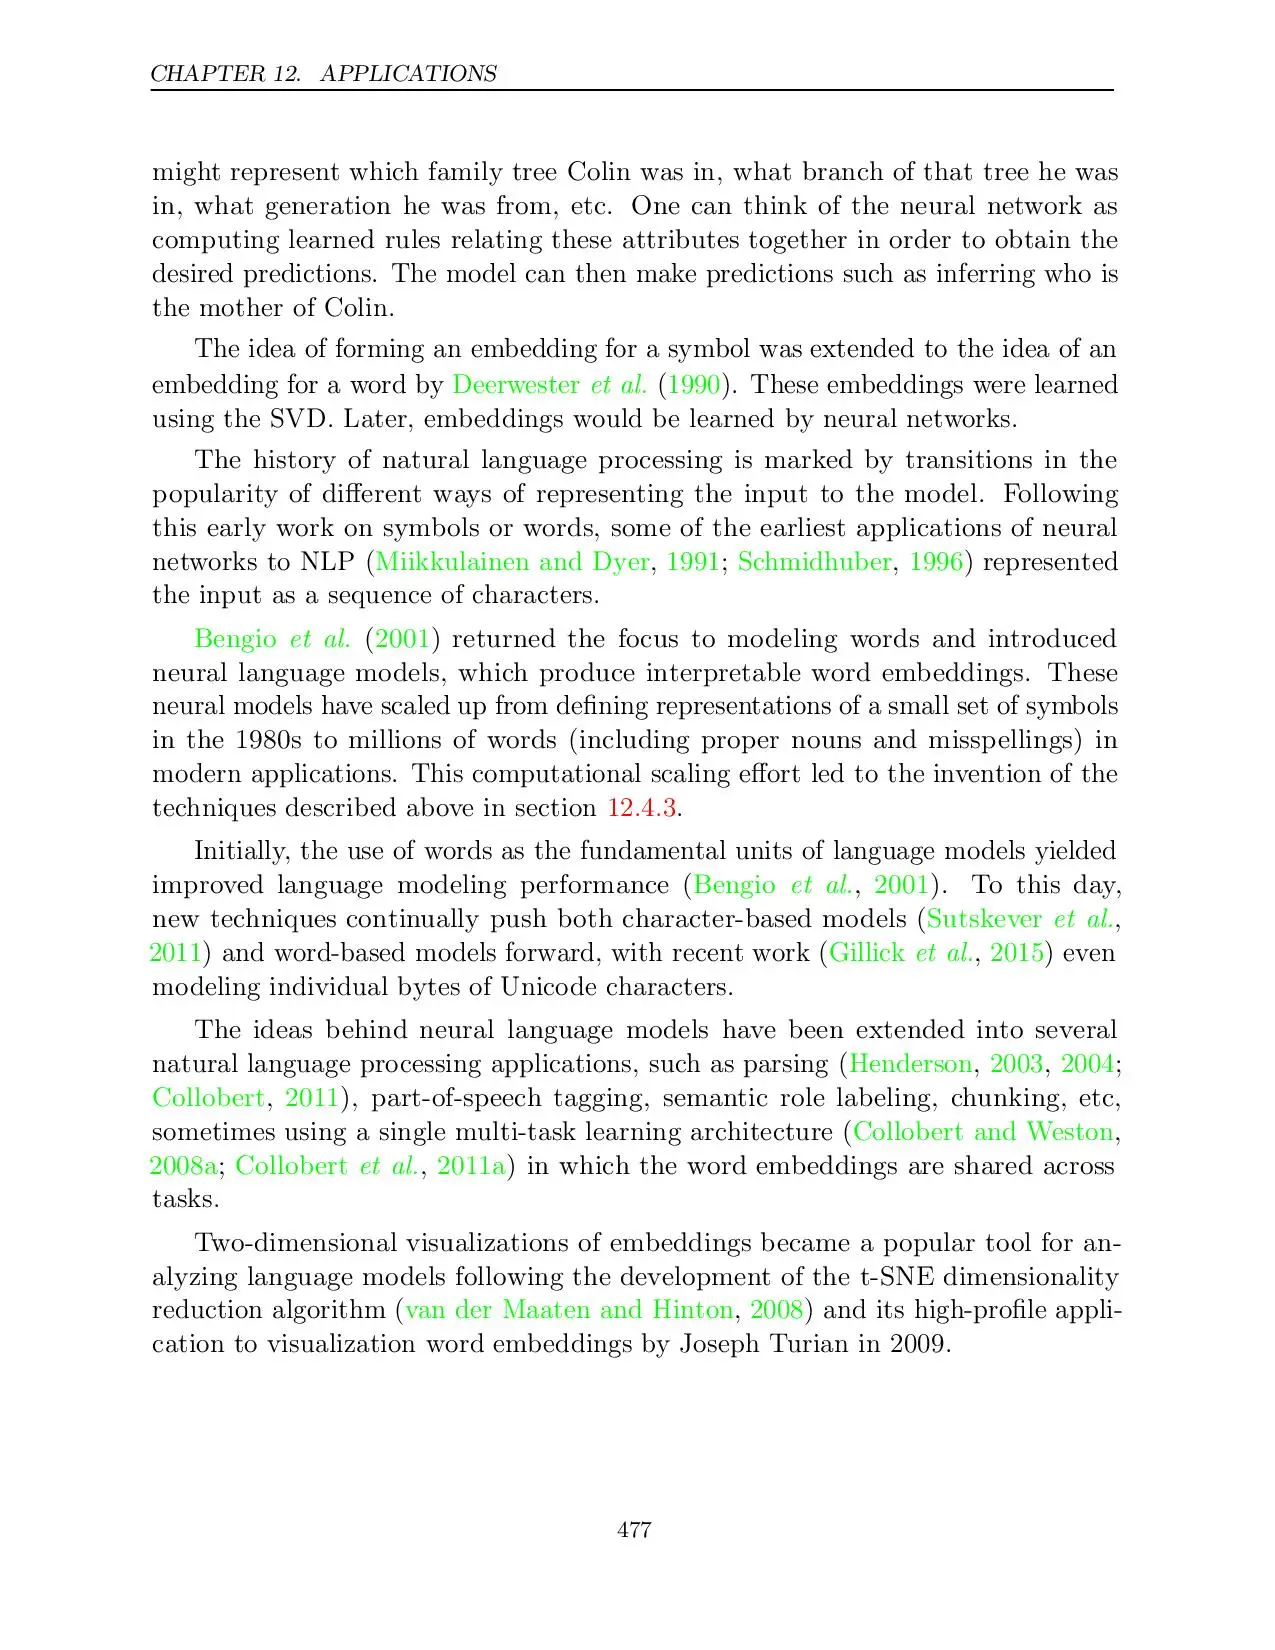 CHAPTER 12. APPLICATIONS
might represent which family tree Colin was in, what branch of that tree he was
in, what generation he was from, etc. One can think of the neural network as
computing learned rules relating these attributes together in order to obtain the
desired predictions. The model can then make predictions such as inferring who is
the mother of Colin.
The idea of forming an embedding for a symbol was extended to the idea of an
embedding for a word by Deerwester et al. (1990). These embeddings were learned
using the SVD. Later, embeddings would be learned by neural networks.
The history of natural language processing is marked by transitions in the
popularity of different ways of representing the input to the model. Following
this early work on symbols or words, some of the earliest applications of neural
networks to NLP (Miikkulainen and Dyer, 1991; Schmidhuber, 1996) represented
the input as a sequence of characters.
Bengio et al. (2001) returned the focus to modeling words and introduced
neural language models, which produce interpretable word embeddings. These
neural models have scaled up from defining representations of a small set of symbols
in the 1980s to millions of words (including proper nouns and misspellings) in
modern applications. This computational scaling effort led to the invention of the
techniques described above in section 12.4.3.
Initially, the use of words as the fundamental units of language models yielded
improved language modeling performance (Bengio et al., 2001). To this day,
new techniques continually push both character-based models (Sutskever et al.,
2011) and word-based models forward, with recent work (Gillick et al., 2015) even
modeling individual bytes of Unicode characters.
The ideas behind neural language models have been extended into several
natural language processing applications, such as parsing (Henderson, 2003, 2004;
Collobert, 2011), part-of-speech tagging, semantic role labeling, chunking, etc,
sometimes using a single multi-task learning architecture (Collobert and Weston,
2008a; Collobert et al., 2011a) in which the word embeddings are shared across
tasks.
Two-dimensional visualizations of embeddings became a popular tool for an-
alyzing language models following the development of the t-SNE dimensionality
reduction algorithm (van der Maaten and Hinton, 2008) and its high-profile appli-
cation to visualization word embeddings by Joseph Turian in 2009.
477